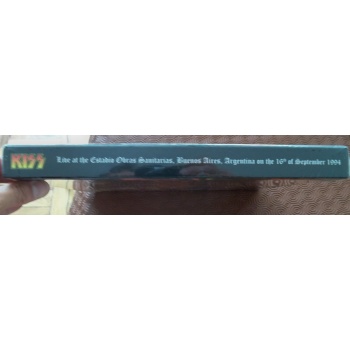 KISS Live at the Estadio Obras Sanitarias, Buenos Aires, Argentina on the 16th of September 1994